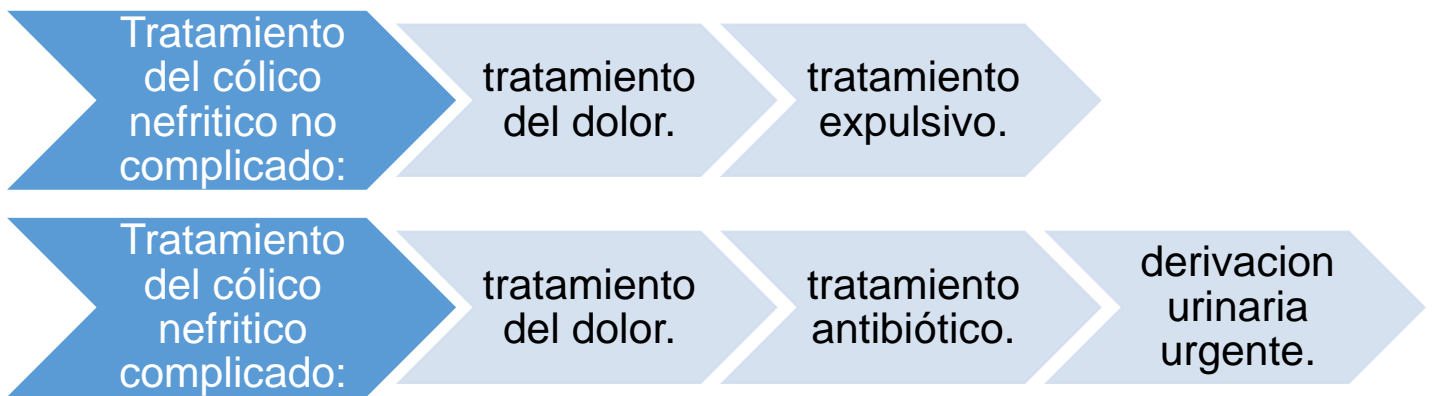 Tratamiento
del cólico
nefritico no
complicado:
tratamiento
del dolor.
tratamiento
expulsivo.
Tratamiento
del cólico
nefritico
complicado:
tratamiento
del dolor.
tratamiento
antibiótico.
derivacion
urinaria
urgente.